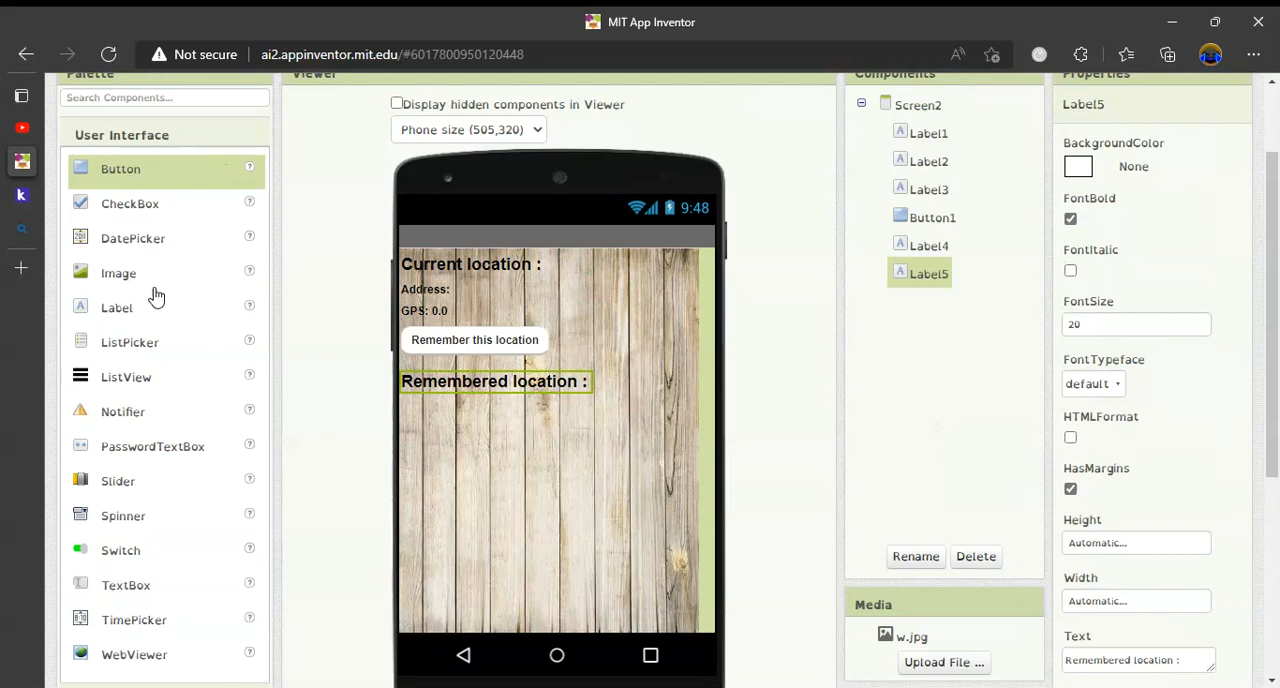 MIT App Inventor
Not secure
ai2.appinventor.mit.edu/#6017800950120448
Palette
Viewer
Components
Properties
Search Components...
User Interface
Button
CheckBox
DatePicker
Image
Label
ListPicker
ListView
Notifier
PasswordTextBox
Slider
Spinner
Switch
TextBox
TimePicker
WebViewer
Display hidden components in Viewer
Phone size (505,320)
9:48
Current location :
Address:
GPS: 0.0
Remember this location
Remembered location :
Screen2
Label1
Label2
Label3
Button1
Label4
Label5
Rename
Delete
Media
w.jpg
Upload File ...
Label5
BackgroundColor
None
FontBold
FontItalic
FontSize
20
FontTypeface
default
HTMLFormat
HasMargins
Height
Automatic...
Width
Automatic...
Text
Remembered location :